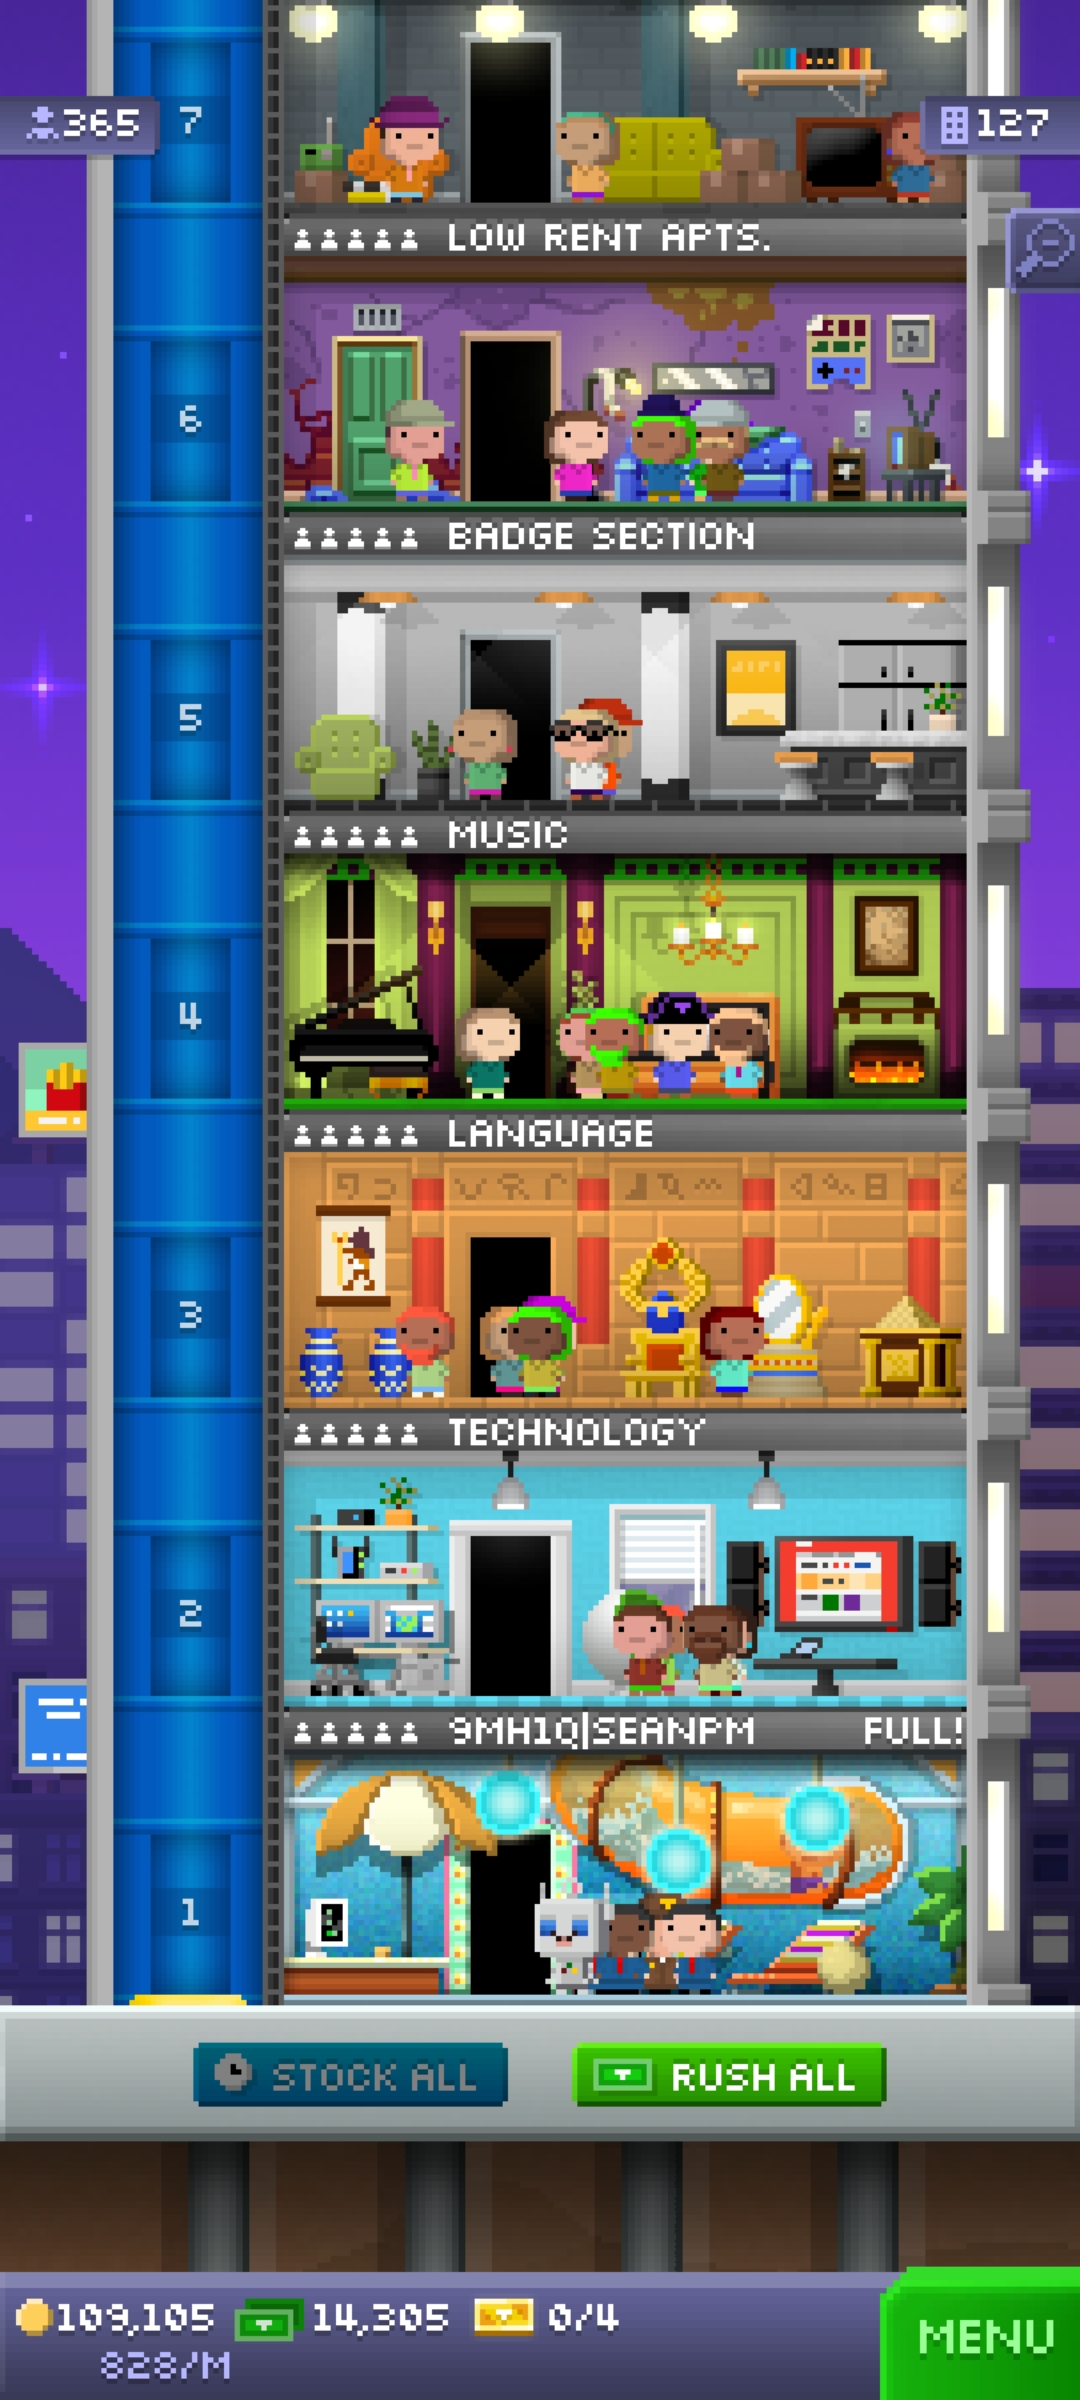 365
7
127
LOW RENT APTS.
6
BADGE SECTION
5
MUSIC
4
LANGUAGE
3
TECHNOLOGY
2
9MH1Q|SEANPM FULL!
1
STOCK ALL
RUSH ALL
109,105
14,305
0/4
828/M
MENU